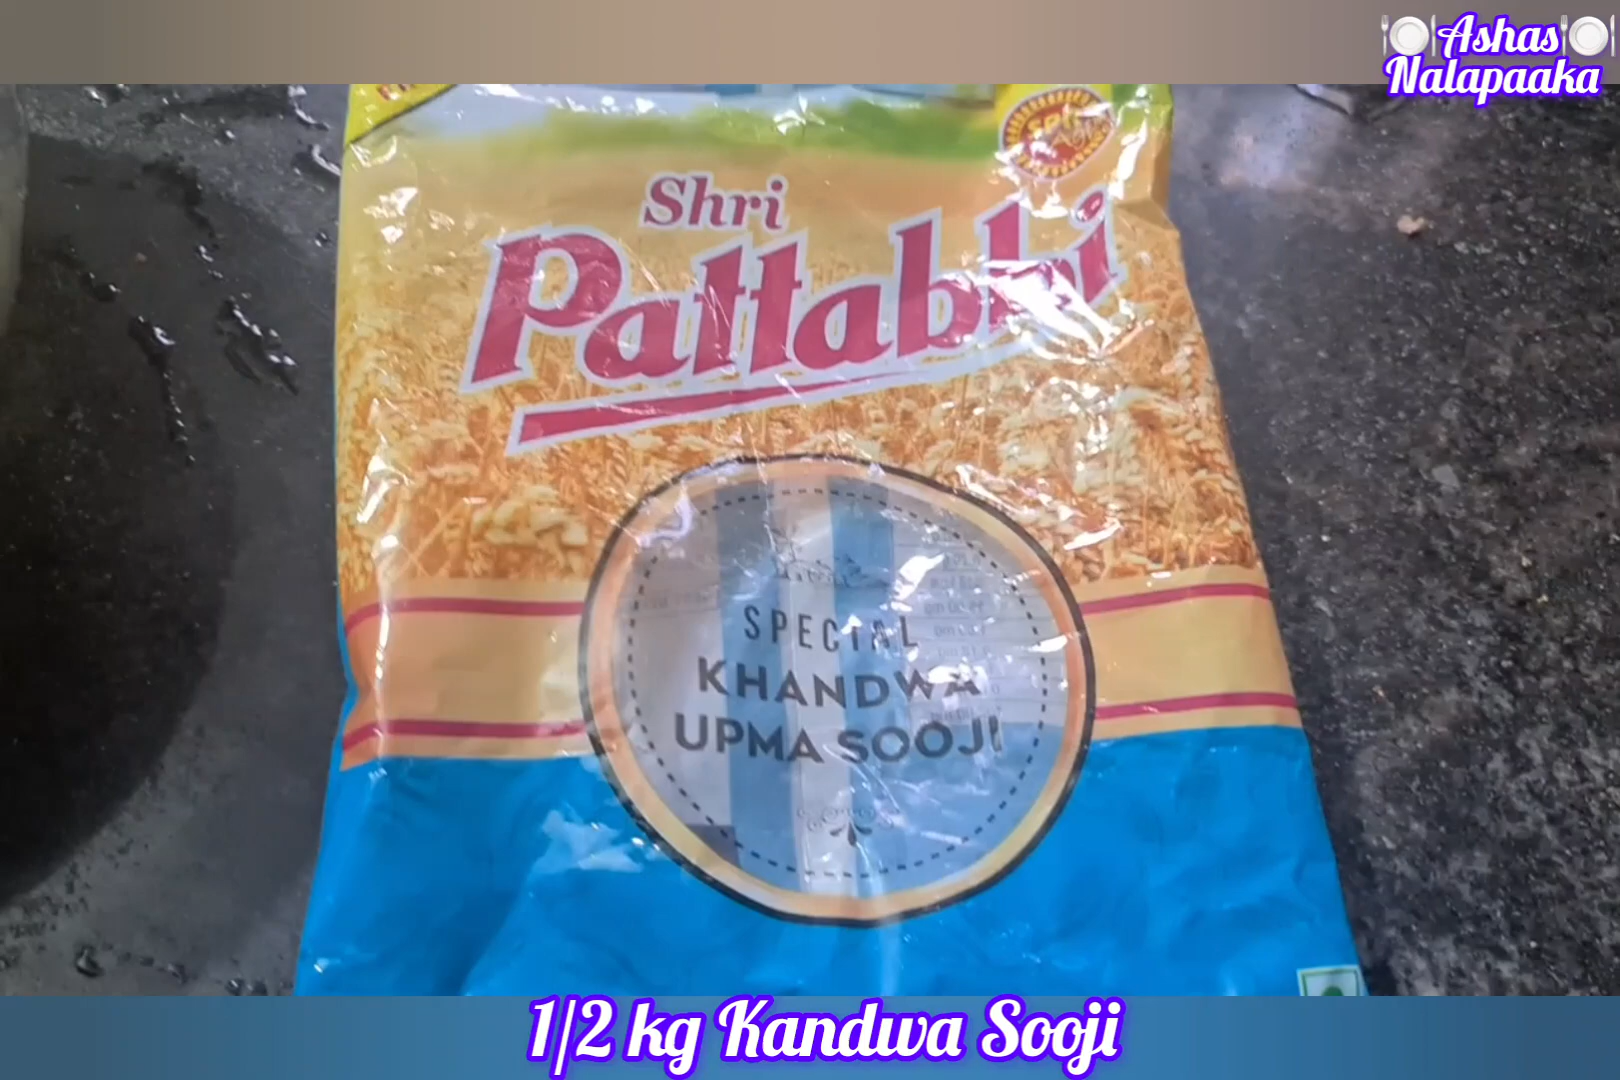 Ashas
Nalapaaka
Shri
Pattabhi
SPECIAL
KHANDWA
UPMA SOOJI
1/2 kg Kandwa Sooji